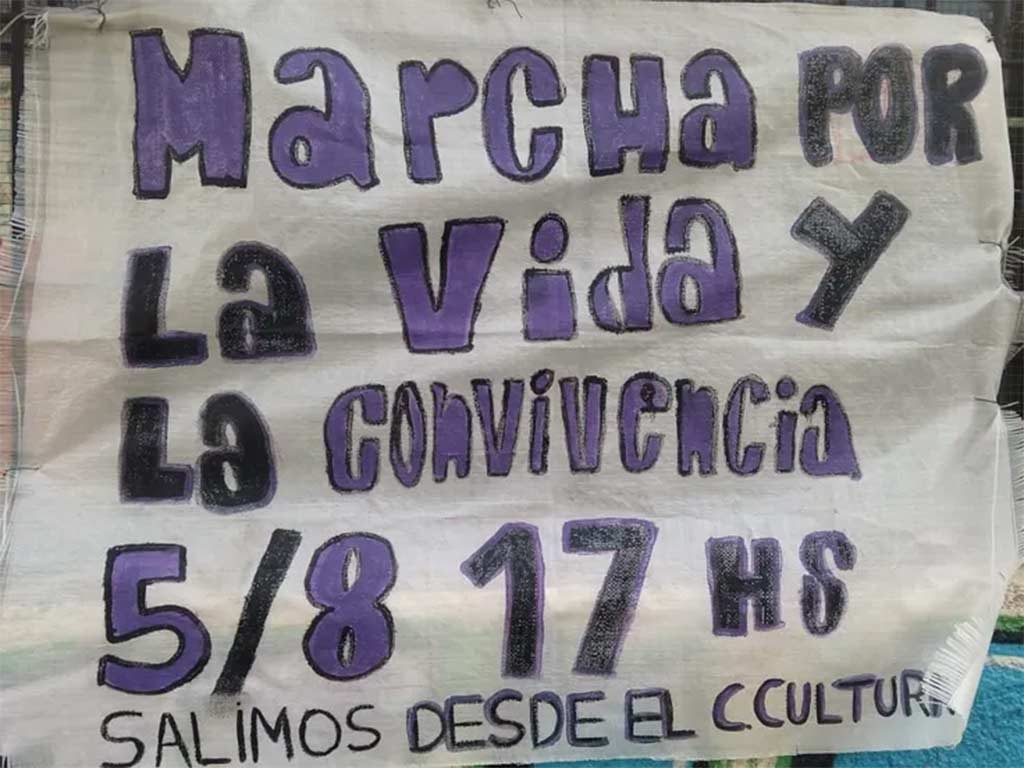 Marcha POR
La Vida Y
La Convivencia
5/8 17 HS
SALIMOS DESDE EL C.CULTURA